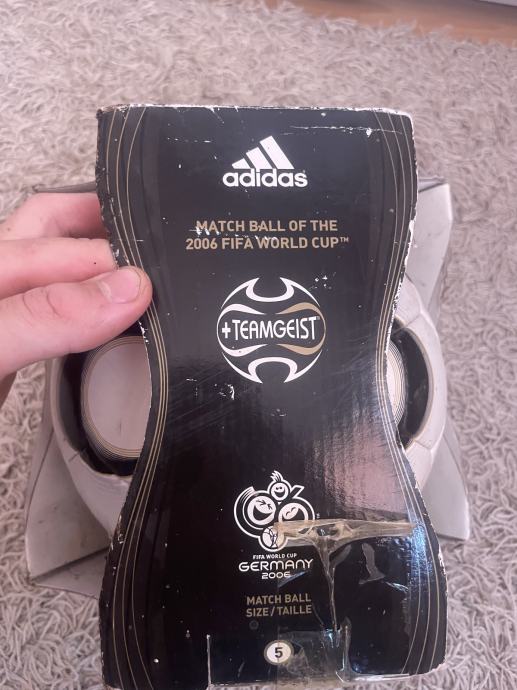 adidas
MATCH BALL OF THE
2006 FIFA WORLD CUP™
+TEAMGEIST
FIFA WORLD CUP
GERMANY
2006
MATCH BALL
SIZE/TAILLE
5